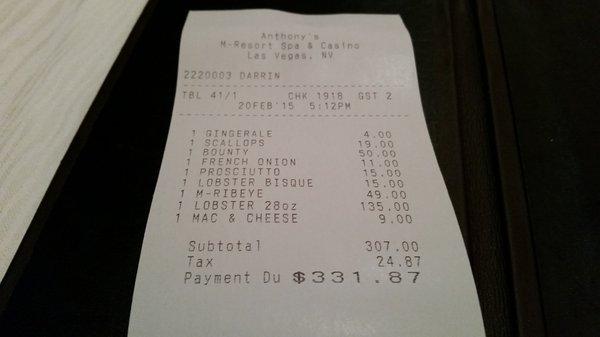 Anthony's
M-Resort Spa & Casino
Las Vegas, NV
2220003 DARRIN
TBL 41/1 CHK 1918 GST 2
20FEB'15 5:12PM
1 GINGERALE 4.00
1 SCALLOPS 19.00
1 BOUNTY 50.00
1 FRENCH ONION 11.00
1 PROSCIUTTO 15.00
1 LOBSTER BISQUE 15.00
1 M-RIBEYE 49.00
1 LOBSTER 28oz 135.00
1 MAC & CHEESE 9.00
Subtotal 307.00
Tax 24.87
Payment Du $331.87